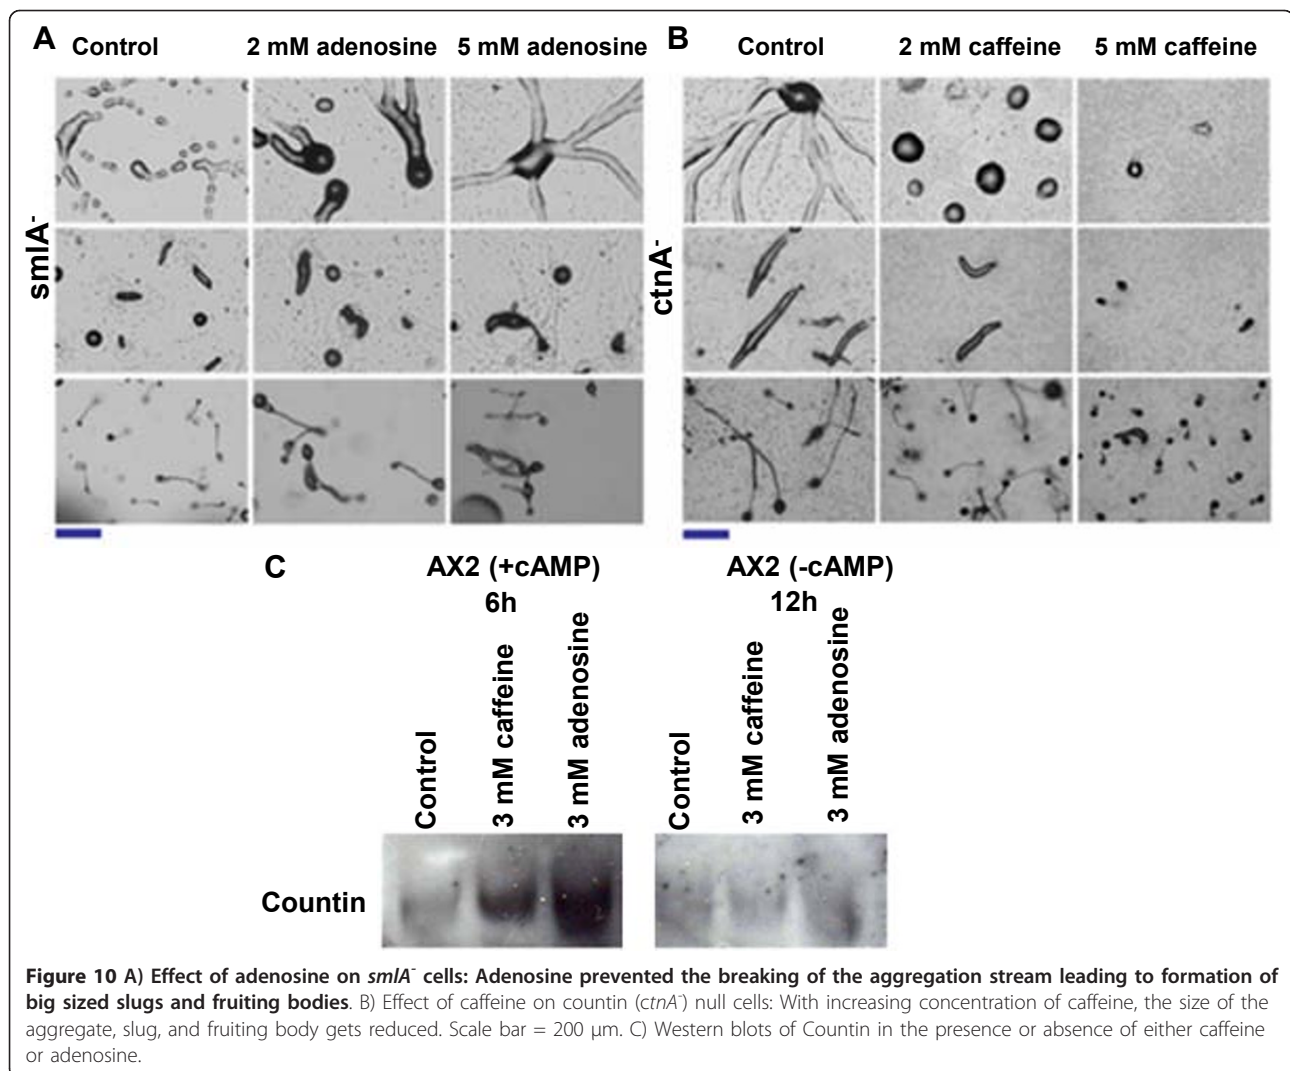 A Control 2 mM adenosine 5 mM adenosine B Control 2 mM caffeine 5 mM caffeine
smlA-
ctnA-
C AX2 (+cAMP) AX2 (-cAMP)
6h 12h
Control
3 mM caffeine
3 mM adenosine
Control
3 mM caffeine
3 mM adenosine
Countin
Figure 10 A) Effect of adenosine on smlA- cells: Adenosine prevented the breaking of the aggregation stream leading to formation of
big sized slugs and fruiting bodies. B) Effect of caffeine on countin (ctnA-) null cells: With increasing concentration of caffeine, the size of the
aggregate, slug, and fruiting body gets reduced. Scale bar = 200 μm. C) Western blots of Countin in the presence or absence of either caffeine
or adenosine.